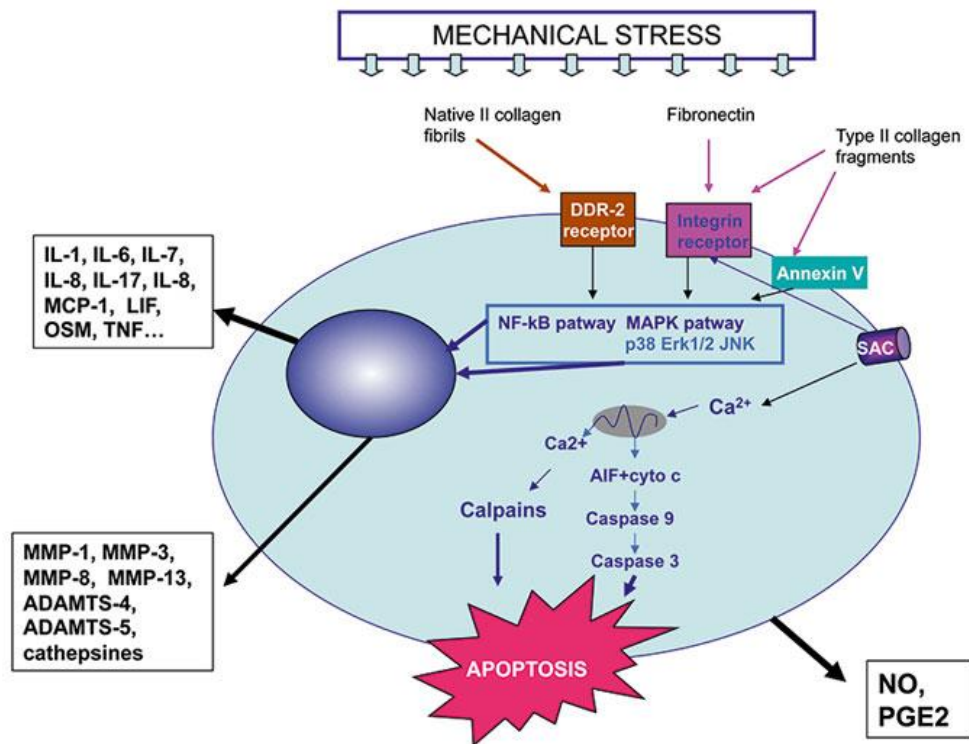 MECHANICAL STRESS
Native II collagen
fibrils
Fibronectin
Type II collagen
fragments
DDR-2
receptor
Integrin
receptor
Annexin V
IL-1, IL-6, IL-7,
IL-8, IL-17, IL-8,
MCP-1, LIF,
OSM, TNF...
NF-kB patway MAPK patway
p38 Erk1/2 JNK
SAC
Ca²⁺
Ca2+
AIF+cyto c
Calpains
Caspase 9
Caspase 3
MMP-1, MMP-3,
MMP-8, MMP-13,
ADAMTS-4,
ADAMTS-5,
cathepsines
APOPTOSIS
NO,
PGE2